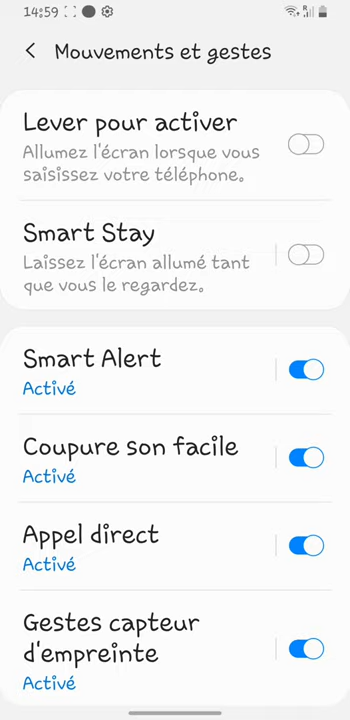 14:59
Mouvements et gestes
Lever pour activer
Allumez l'écran lorsque vous
saisissez votre téléphone.
Smart Stay
Laissez l'écran allumé tant
que vous le regardez.
Smart Alert
Activé
Coupure son facile
Activé
Appel direct
Activé
Gestes capteur
d'empreinte
Activé